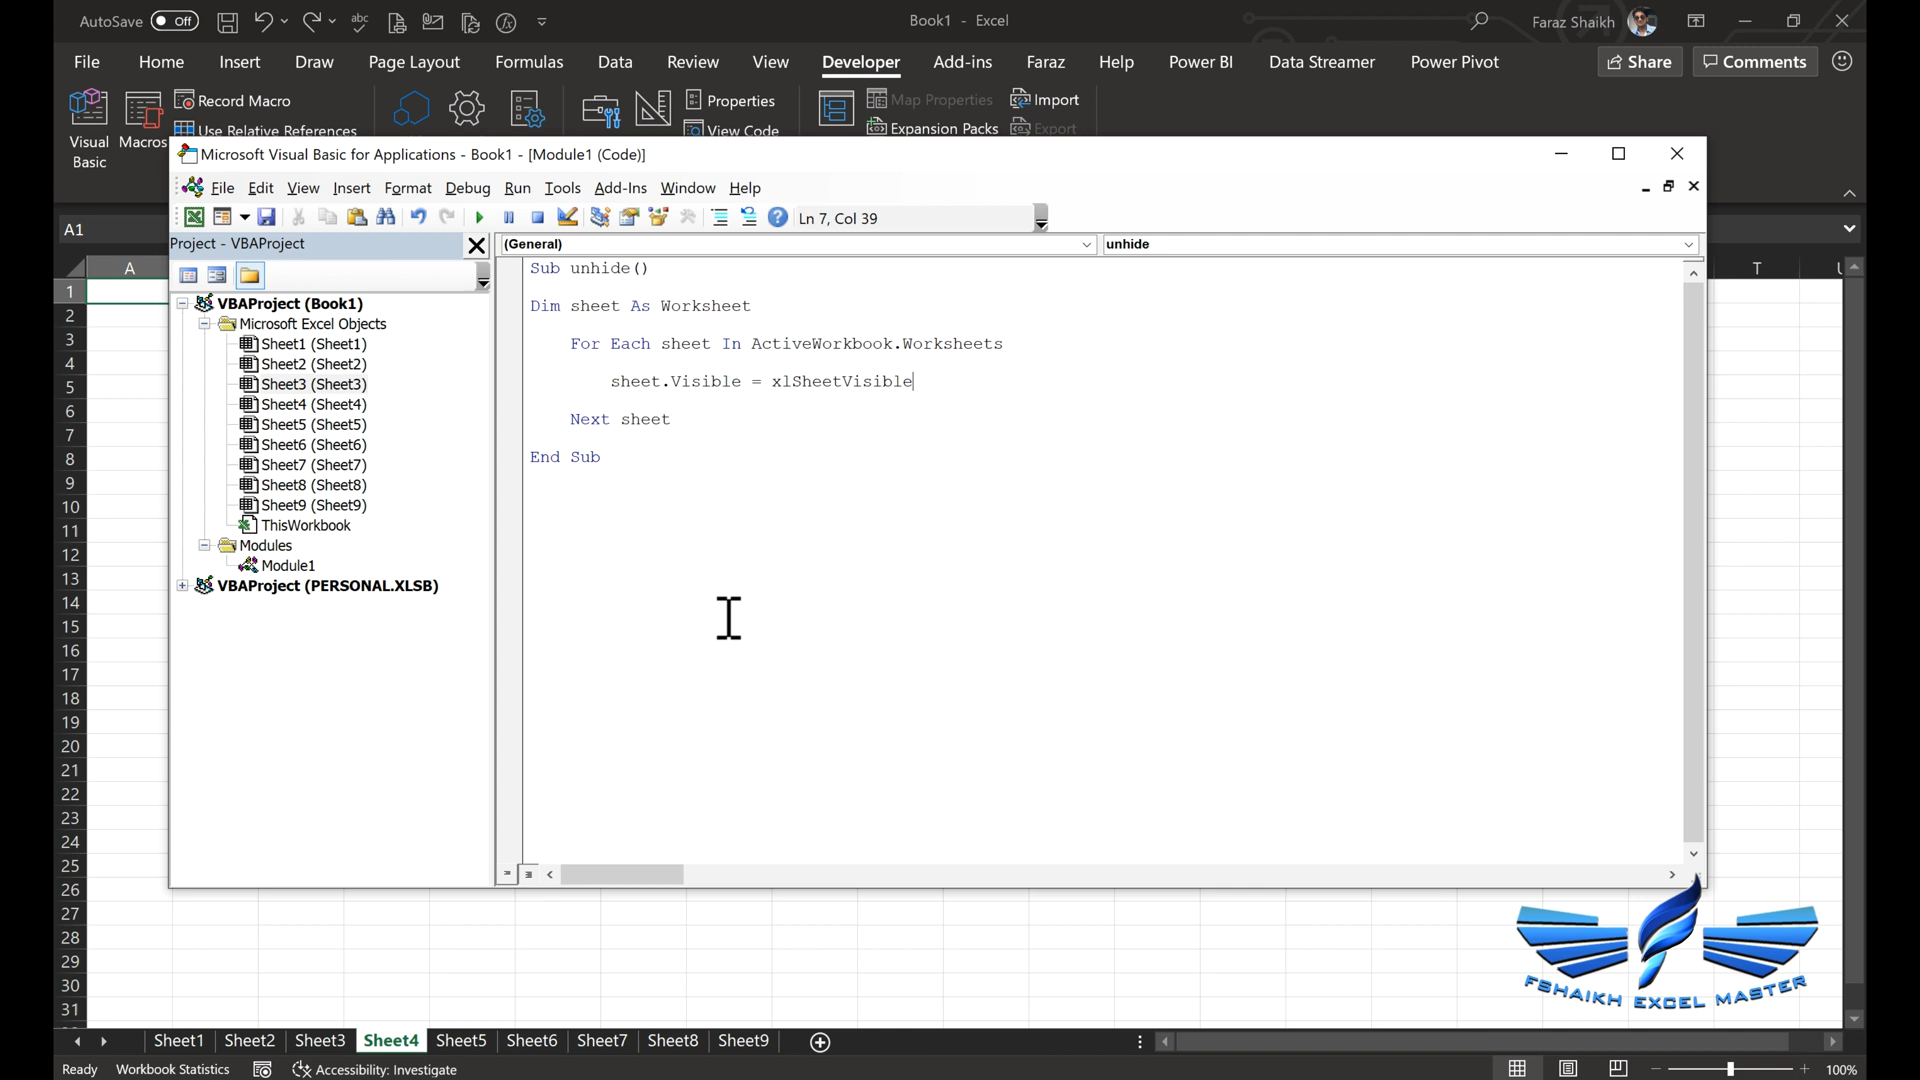 AutoSave Off Book1 - Excel Faraz Shaikh
File Home Insert Draw Page Layout Formulas Data Review View Developer Add-ins Faraz Help Power BI Data Streamer Power Pivot Share Comments
Visual Basic
Macros
Record Macro
Use Relative References
Properties
View Code
Map Properties
Expansion Packs
Import
Export
Microsoft Visual Basic for Applications - Book1 - [Module1 (Code)]
File Edit View Insert Format Debug Run Tools Add-Ins Window Help
Ln 7, Col 39
A1
Project - VBAProject
(General) unhide
VBAProject (Book1)
Microsoft Excel Objects
Sheet1 (Sheet1)
Sheet2 (Sheet2)
Sheet3 (Sheet3)
Sheet4 (Sheet4)
Sheet5 (Sheet5)
Sheet6 (Sheet6)
Sheet7 (Sheet7)
Sheet8 (Sheet8)
Sheet9 (Sheet9)
ThisWorkbook
Modules
Module1
VBAProject (PERSONAL.XLSB)
Sub unhide()
Dim sheet As Worksheet
For Each sheet In ActiveWorkbook.Worksheets
sheet.Visible = xlSheetVisible
Next sheet
End Sub
A T
1
2
3
4
5
6
7
8
9
10
11
12
13
14
15
16
17
18
19
20
21
22
23
24
25
26
27
28
29
30
31
FSHAIKH EXCEL MASTER
Sheet1 Sheet2 Sheet3 Sheet4 Sheet5 Sheet6 Sheet7 Sheet8 Sheet9
Ready Workbook Statistics Accessibility: Investigate 100%